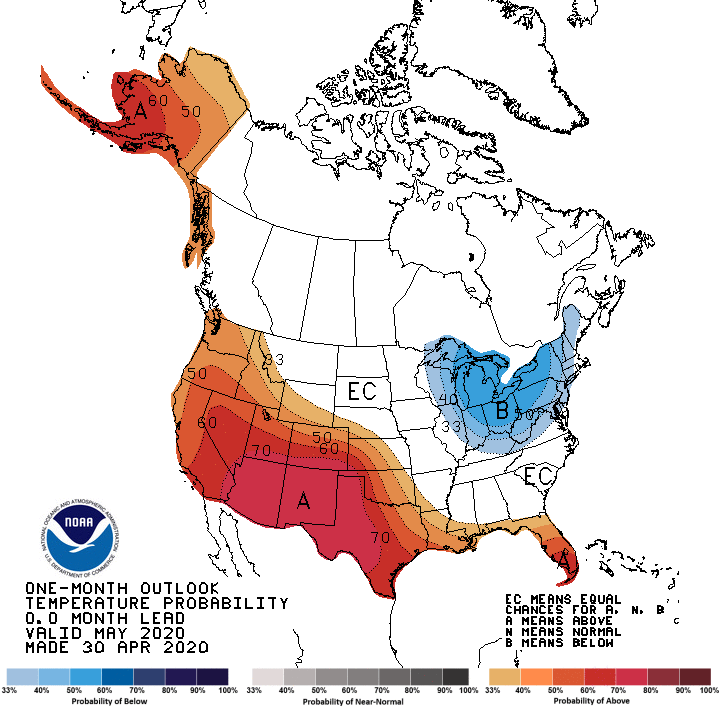 A 60 50
33
50
EC
40
B 50
33
60
50
60
70
EC
A
70
A
NATIONAL OCEANIC AND ATMOSPHERIC ADMINISTRATION
NOAA
U.S. DEPARTMENT OF COMMERCE
ONE-MONTH OUTLOOK
TEMPERATURE PROBABILITY
0.0 MONTH LEAD
VALID MAY 2020
MADE 30 APR 2020
EC MEANS EQUAL
CHANCES FOR A, N, B
A MEANS ABOVE
N MEANS NORMAL
B MEANS BELOW
33% 40% 50% 60% 70% 80% 90% 100%
Probability of Below
33% 40% 50% 60% 70% 80% 90% 100%
Probability of Near-Normal
33% 40% 50% 60% 70% 80% 90% 100%
Probability of Above